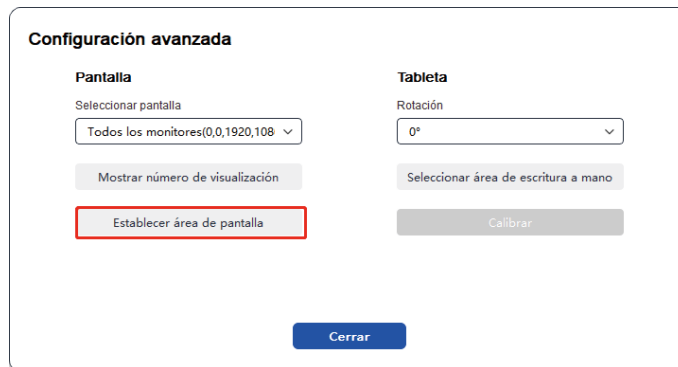 Configuración avanzada
Pantalla
Seleccionar pantalla
Todos los monitores(0,0,1920,108
Mostrar número de visualización
Establecer área de pantalla
Tableta
Rotación
0°
Seleccionar área de escritura a mano
Calibrar
Cerrar